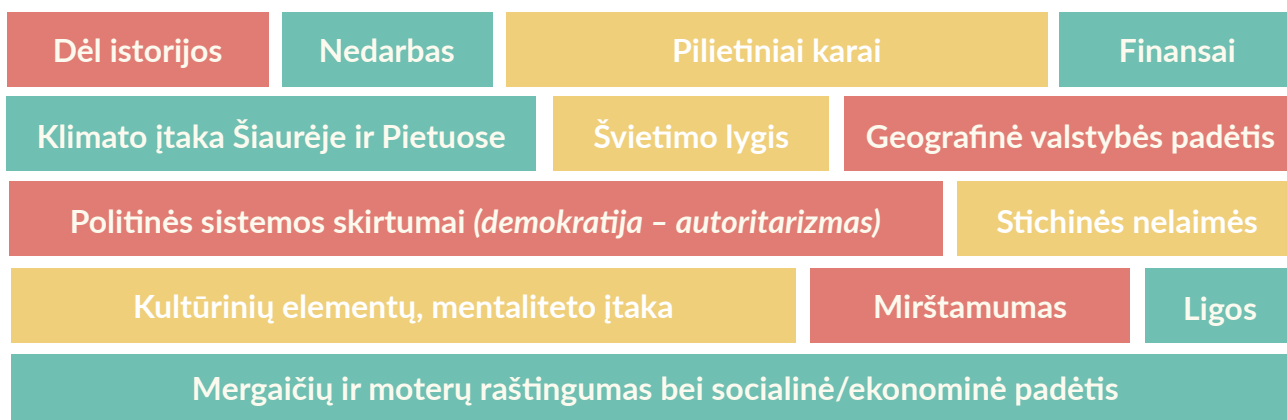 Dėl istorijos
Nedarbas
Pilietiniai karai
Finansai
Klimato įtaka Šiaurėje ir Pietuose
Švietimo lygis
Geografinė valstybės padėtis
Politinės sistemos skirtumai (demokratija – autoritarizmas)
Stichinės nelaimės
Kultūrinių elementų, mentaliteto įtaka
Mirštamumas
Ligos
Mergaičių ir moterų raštingumas bei socialinė/ekonominė padėtis